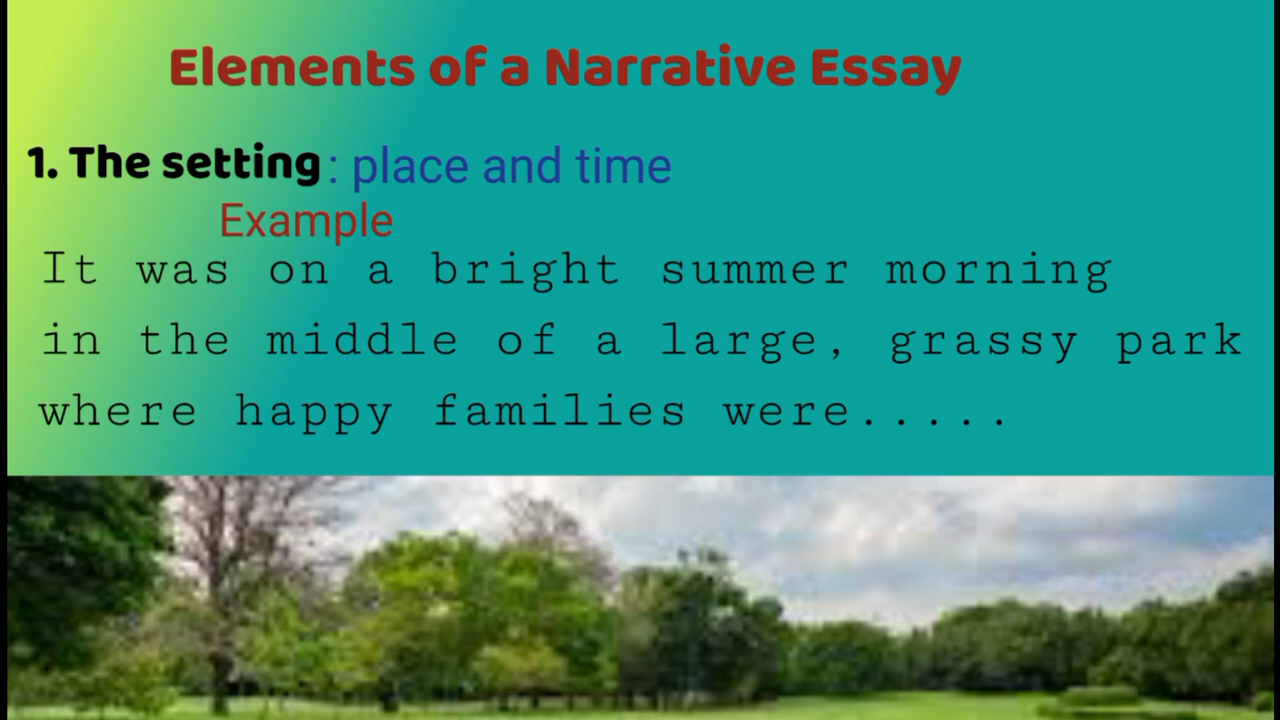 Elements of a Narrative Essay
1. The setting: place and time
Example
It was on a bright summer morning
in the middle of a large, grassy park
where happy families were.....